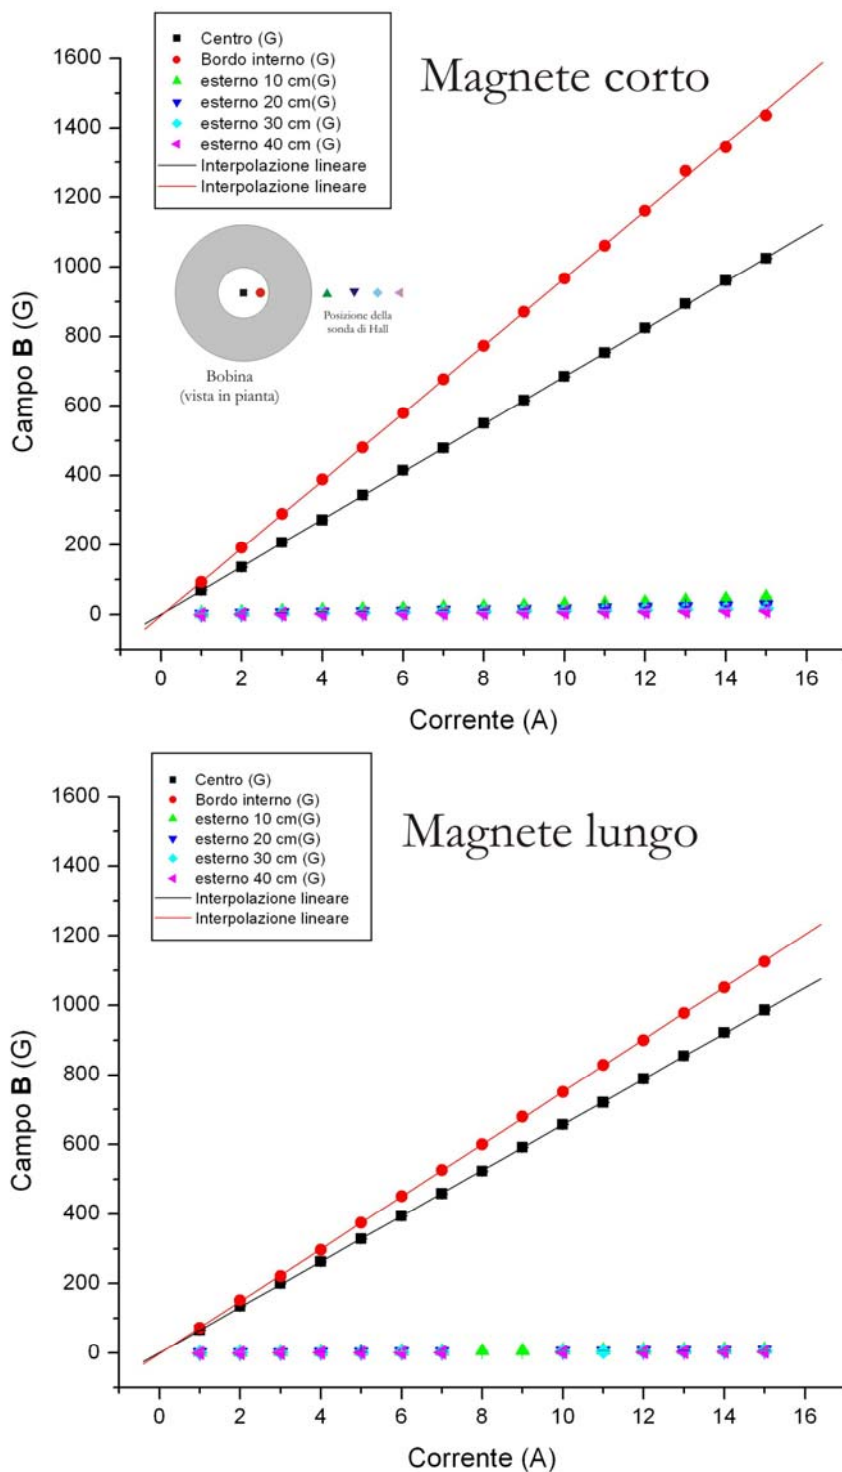 Magnete corto
Centro (G)
Bordo interno (G)
esterno 10 cm(G)
esterno 20 cm(G)
esterno 30 cm (G)
esterno 40 cm (G)
Interpolazione lineare
Interpolazione lineare
Posizione della
sonda di Hall
Bobina
(vista in pianta)
Campo B (G)
1600
1400
1200
1000
800
600
400
200
0
0 2 4 6 8 10 12 14 16
Corrente (A)
Magnete lungo
Centro (G)
Bordo interno (G)
esterno 10 cm(G)
esterno 20 cm(G)
esterno 30 cm (G)
esterno 40 cm (G)
Interpolazione lineare
Interpolazione lineare
Campo B (G)
1600
1400
1200
1000
800
600
400
200
0
0 2 4 6 8 10 12 14 16
Corrente (A)